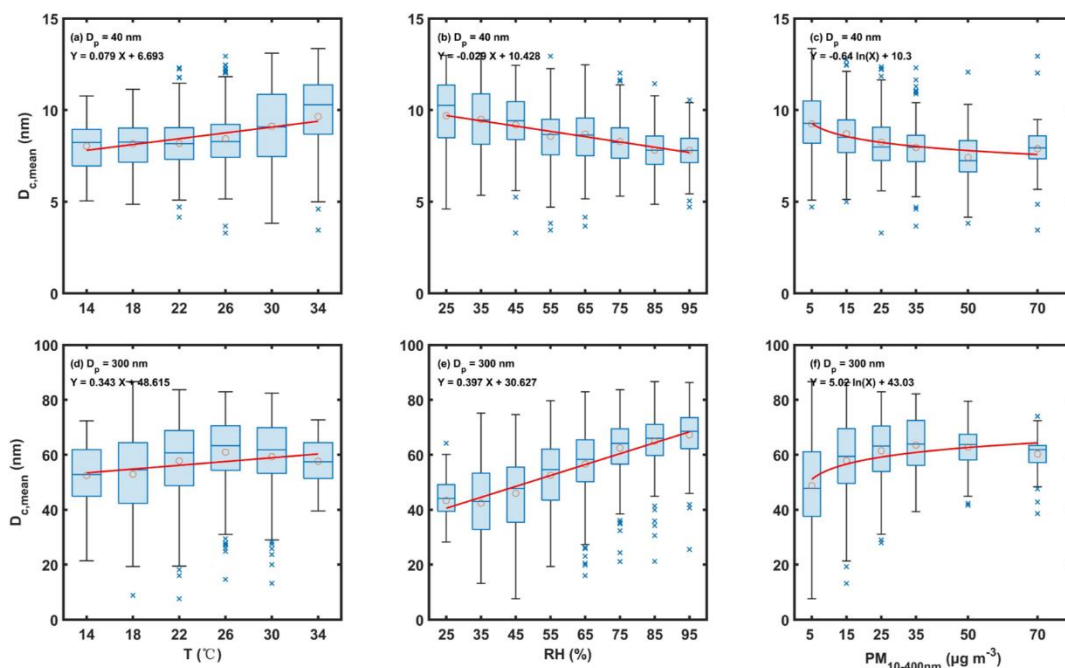 (a) Dp = 40 nm
Y = 0.079 X + 6.693
(b) Dp = 40 nm
Y = -0.029 X + 10.428
(c) Dp = 40 nm
Y = -0.64 ln(X) + 10.3
15
10
5
0
Dc,mean (nm)
14 18 22 26 30 34
15
10
5
0
25 35 45 55 65 75 85 95
15
10
5
0
5 15 25 35 50 70
(d) Dp = 300 nm
Y = 0.343 X + 48.615
(e) Dp = 300 nm
Y = 0.397 X + 30.627
(f) Dp = 300 nm
Y = 5.02 ln(X) + 43.03
100
80
60
40
20
0
Dc,mean (nm)
14 18 22 26 30 34
T (℃)
100
80
60
40
20
0
25 35 45 55 65 75 85 95
RH (%)
100
80
60
40
20
0
5 15 25 35 50 70
PM10-400nm (μg m-3)